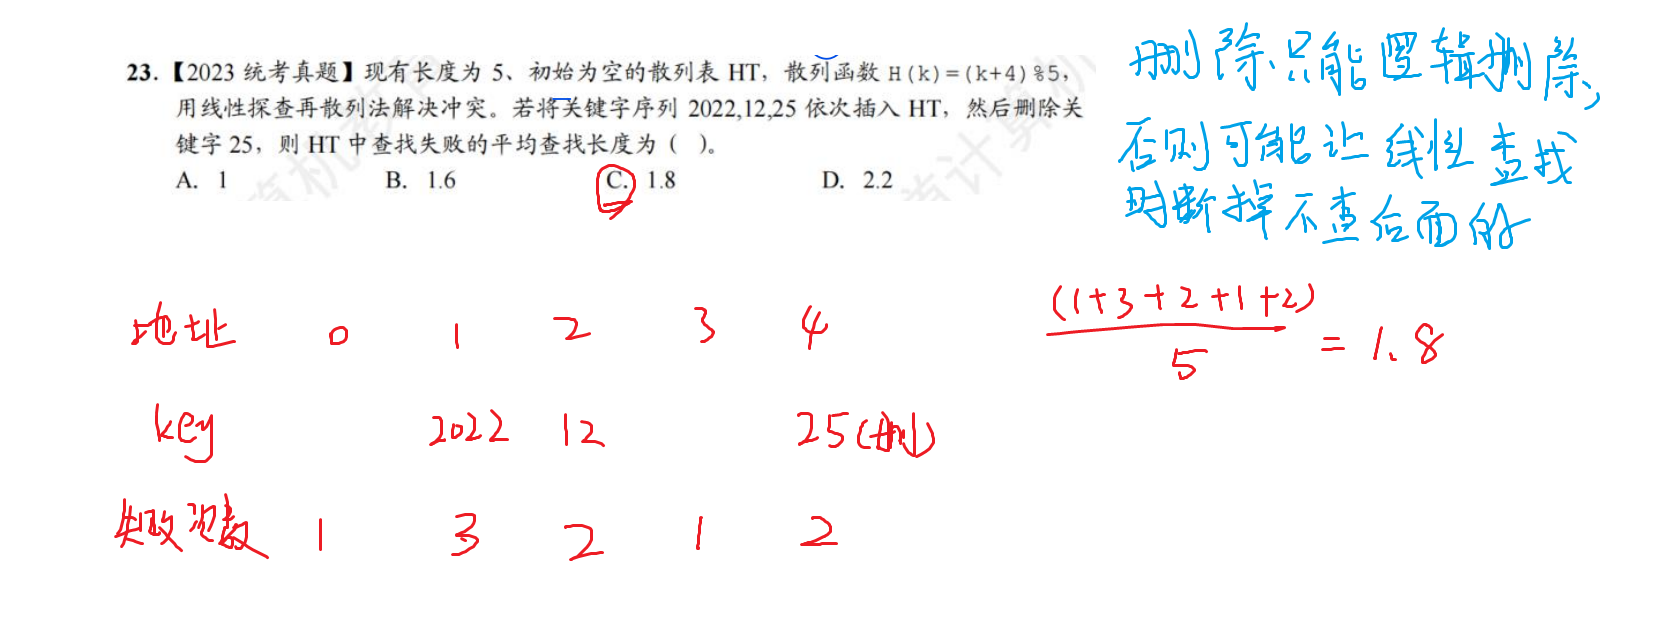 23.【2023 统考真题】现有长度为 5、初始为空的散列表 HT，散列函数 H(k)=(k+4)%5，
用线性探查再散列法解决冲突。若将关键字序列 2022,12,25 依次插入 HT，然后删除关
键字 25，则 HT 中查找失败的平均查找长度为（ ）。
A. 1 B. 1.6 C. 1.8 D. 2.2
删除只能逻辑删除，
否则可能让线性查找
时断掉不查后面的
地址 0 1 2 3 4
key 2022 12 25(删)
失败次数 1 3 2 1 2
(1+3+2+1+2)
5
= 1.8